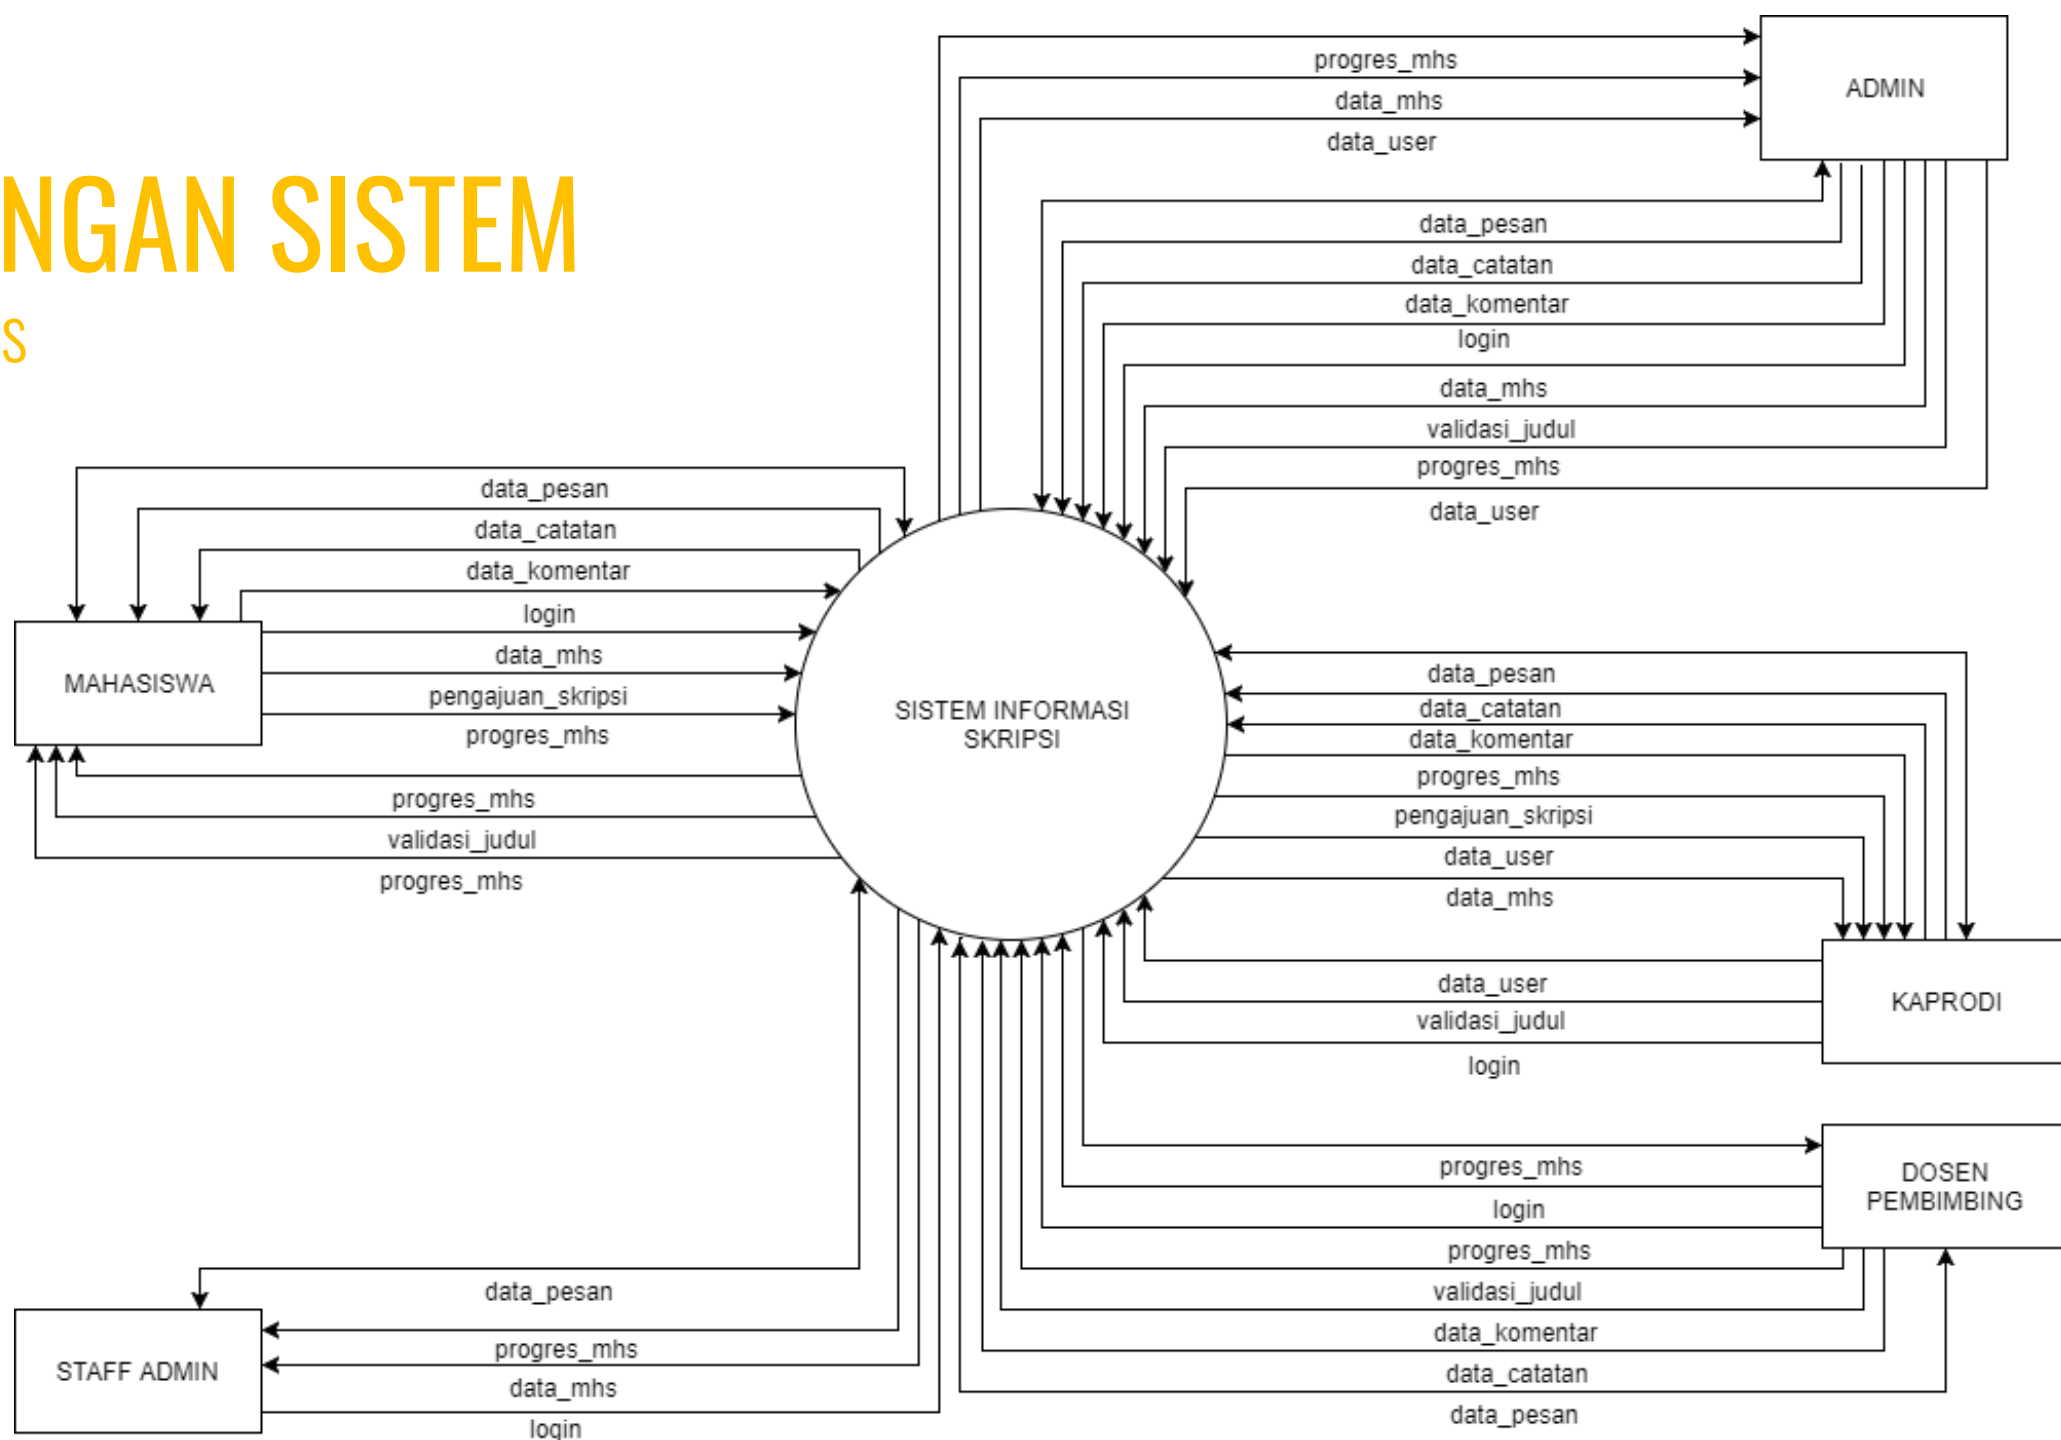 NGAN SISTEM
S
progres_mhs
data_mhs
data_user
ADMIN
data_pesan
data_catatan
data_komentar
login
data_mhs
validasi_judul
progres_mhs
data_user
data_pesan
data_catatan
data_komentar
login
data_mhs
pengajuan_skripsi
progres_mhs
MAHASISWA
progres_mhs
validasi_judul
progres_mhs
SISTEM INFORMASI
SKRIPSI
data_pesan
data_catatan
data_komentar
progres_mhs
pengajuan_skripsi
data_user
data_mhs
data_user
validasi_judul
login
KAPRODI
progres_mhs
login
progres_mhs
validasi_judul
data_komentar
data_catatan
data_pesan
DOSEN
PEMBIMBING
data_pesan
progres_mhs
data_mhs
login
STAFF ADMIN